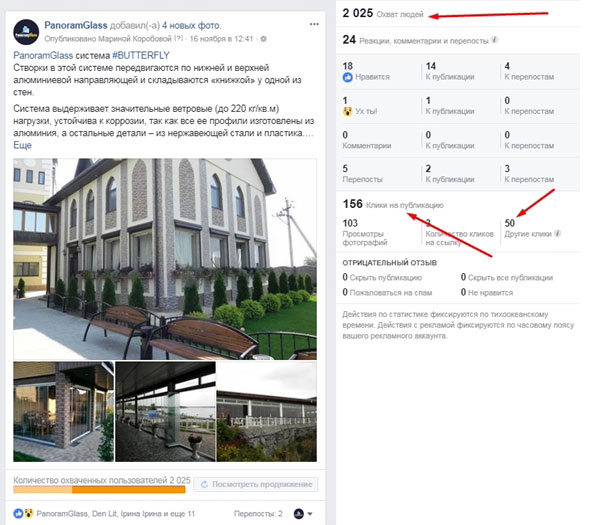 PanoramGlass добавил(-а) 4 новых фото.
Опубликовано Мариной Коробовой [?] · 16 ноября в 12:41 ·
PanoramGlass система #BUTTERFLY
Створки в этой системе передвигаются по нижней и верхней
алюминиевой направляющей и складываются «книжкой» у одной из
стен.
Система выдерживает значительные ветровые (до 220 кг/кв.м)
нагрузки, устойчива к коррозии, так как все ее профили изготовлены из
алюминия, а остальные детали – из нержавеющей стали и пластика....
Еще
Количество охваченных пользователей 2 025
Посмотреть продвижение
PanoramGlass, Den Lit, Ірина Ірина и еще 11
Перепосты: 2
2 025 Охват людей
24 Реакции, комментарии и перепосты
18 14 4
Нравится К публикации К перепостам
1 1 0
Ух ты! К публикации К перепостам
0 0 0
Комментарии К публикации К перепостам
5 2 3
Перепосты К публикации К перепостам
156 Клики на публикацию
103 3 50
Просмотры фотографий Количество кликов на ссылку Другие клики
ОТРИЦАТЕЛЬНЫЙ ОТЗЫВ
0 Скрыть публикацию 0 Скрыть все публикации
0 Пожаловаться на спам 0 Не нравится
Действия по статистике фиксируются по тихоокеанскому
времени. Действия с рекламой фиксируются по часовому поясу
вашего рекламного аккаунта.